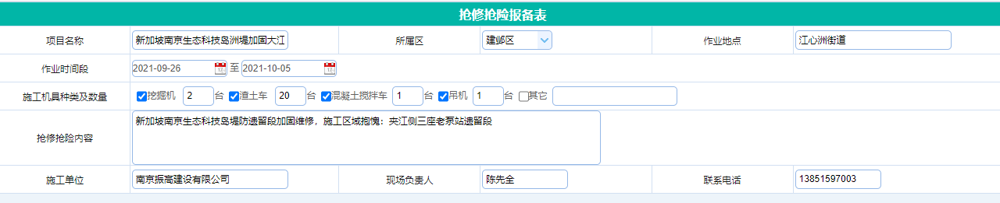 抢修抢险报备表
项目名称 新加坡南京生态科技岛洲堤加固大江 所属区 建邺区 作业地点 江心洲街道
作业时间段 2021-09-26 至 2021-10-05
施工机具种类及数量 挖掘机 2 台 渣土车 20 台 混凝土搅拌车 1 台 吊机 1 台 其它
抢修抢险内容 新加坡南京生态科技岛堤防遗留段加固维修，施工区域抱愧：夹江侧三座老泵站遗留段
施工单位 南京振高建设有限公司 现场负责人 陈先全 联系电话 13851597003